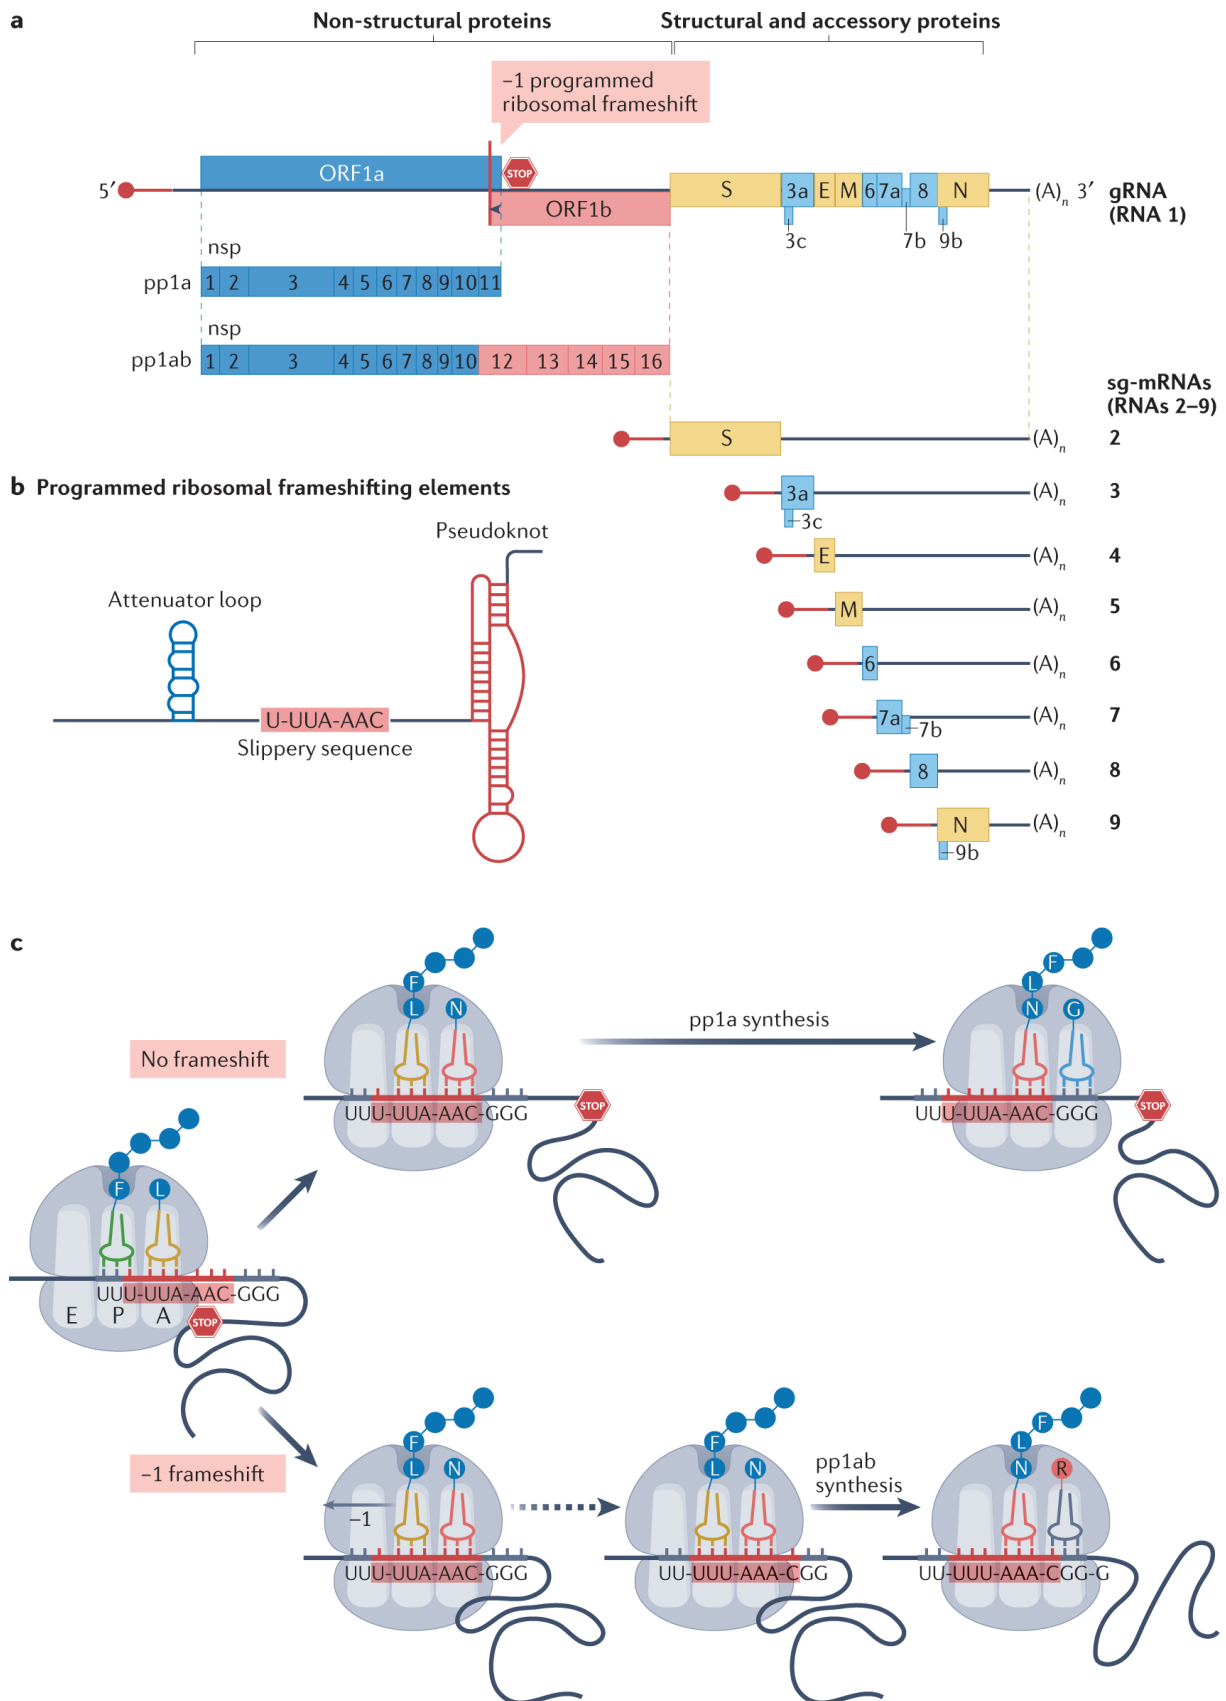 a
Non-structural proteins
Structural and accessory proteins
–1 programmed
ribosomal frameshift
5′
ORF1a
STOP
ORF1b
S
3a
E
M
6
7a
8
N
3c
7b
9b
(A)n 3′
gRNA
(RNA 1)
nsp
pp1a
1 2 3 4 5 6 7 8 9 10 11
nsp
pp1ab
1 2 3 4 5 6 7 8 9 10 12 13 14 15 16
sg-mRNAs
(RNAs 2–9)
S (A)n 2
3a (A)n 3
3c
E (A)n 4
M (A)n 5
6 (A)n 6
7a (A)n 7
7b
8 (A)n 8
N (A)n 9
9b
b Programmed ribosomal frameshifting elements
Pseudoknot
Attenuator loop
U-UUA-AAC
Slippery sequence
c
No frameshift
F
L
N
UUU-UUA-AAC-GGG
STOP
pp1a synthesis
F
L
N
G
UUU-UUA-AAC-GGG
STOP
F
L
UUU-UUA-AAC-GGG
E P A
STOP
–1 frameshift
F
L
N
–1
UUU-UUA-AAC-GGG
F
L
N
UU-UUU-AAA-CGG
pp1ab
synthesis
F
L
N
R
UU-UUU-AAA-CGG-G